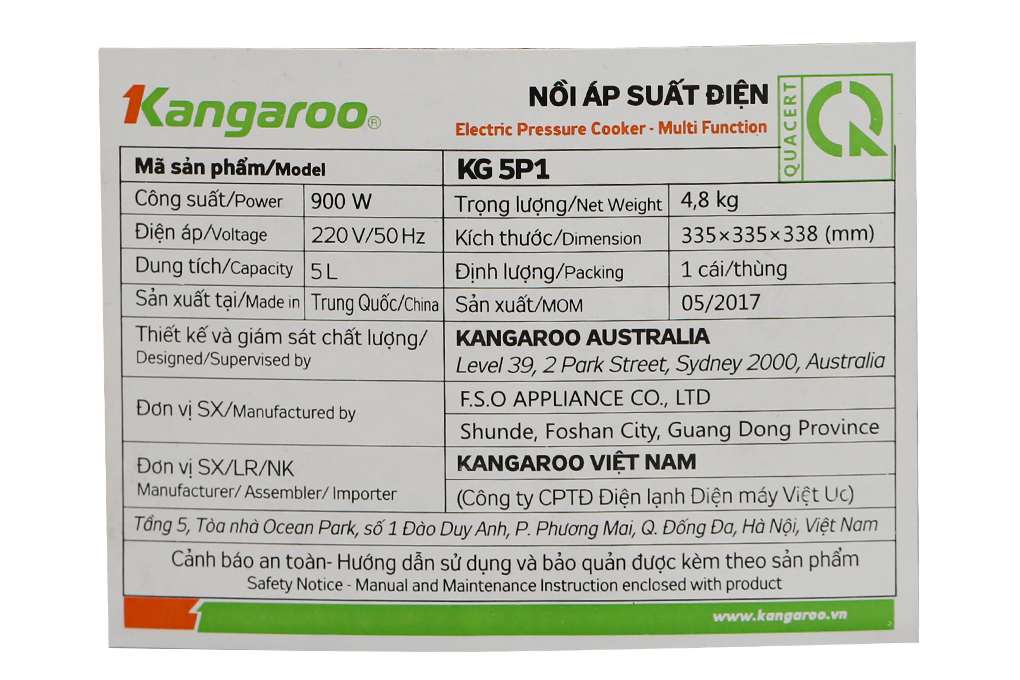 Kangaroo®
NỒI ÁP SUẤT ĐIỆN
Electric Pressure Cooker - Multi Function
QUACERT
Mã sản phẩm/Model KG 5P1
Công suất/Power 900 W Trọng lượng/Net Weight 4,8 kg
Điện áp/Voltage 220 V/50 Hz Kích thước/Dimension 335×335×338 (mm)
Dung tích/Capacity 5 L Định lượng/Packing 1 cái/thùng
Sản xuất tại/Made in Trung Quốc/China Sản xuất/MOM 05/2017
Thiết kế và giám sát chất lượng/
Designed/Supervised by
KANGAROO AUSTRALIA
Level 39, 2 Park Street, Sydney 2000, Australia
Đơn vị SX/Manufactured by
F.S.O APPLIANCE CO., LTD
Shunde, Foshan City, Guang Dong Province
Đơn vị SX/LR/NK
Manufacturer/ Assembler/ Importer
KANGAROO VIỆT NAM
(Công ty CPTĐ Điện lạnh Điện máy Việt Úc)
Tầng 5, Tòa nhà Ocean Park, số 1 Đào Duy Anh, P. Phương Mai, Q. Đống Đa, Hà Nội, Việt Nam
Cảnh báo an toàn- Hướng dẫn sử dụng và bảo quản được kèm theo sản phẩm
Safety Notice - Manual and Maintenance Instruction enclosed with product
www.kangaroo.vn